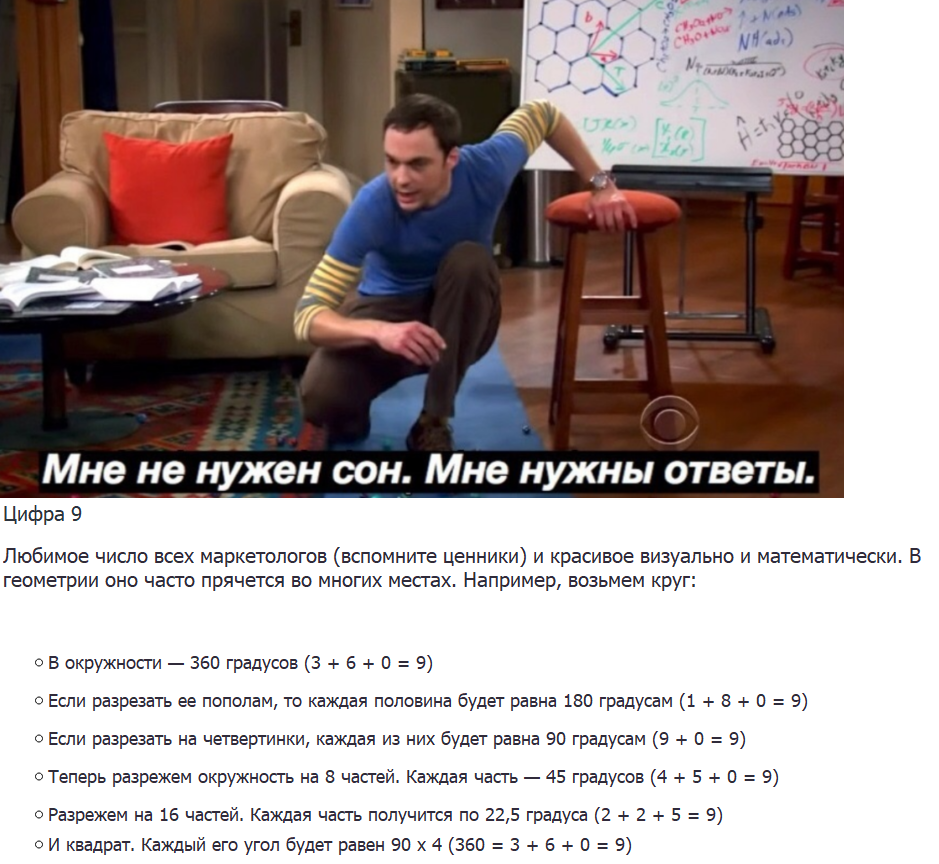 Мне не нужен сон. Мне нужны ответы.
Цифра 9
Любимое число всех маркетологов (вспомните ценники) и красивое визуально и математически. В
геометрии оно часто прячется во многих местах. Например, возьмем круг:
В окружности — 360 градусов (3 + 6 + 0 = 9)
Если разрезать ее пополам, то каждая половина будет равна 180 градусам (1 + 8 + 0 = 9)
Если разрезать на четвертинки, каждая из них будет равна 90 градусам (9 + 0 = 9)
Теперь разрежем окружность на 8 частей. Каждая часть — 45 градусов (4 + 5 + 0 = 9)
Разрежем на 16 частей. Каждая часть получится по 22,5 градуса (2 + 2 + 5 = 9)
И квадрат. Каждый его угол будет равен 90 x 4 (360 = 3 + 6 + 0 = 9)